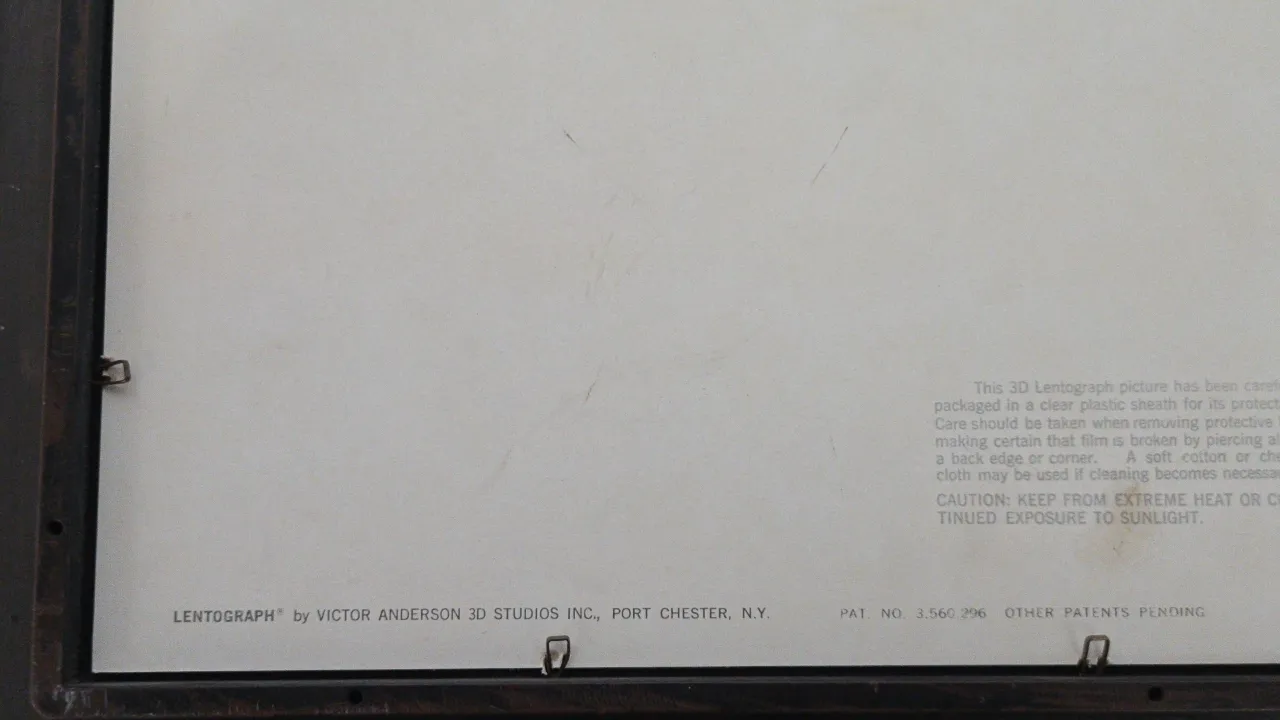 This 3D Lentograph picture has been
packaged in a clear plastic sheath for its
Care should be taken when removing protective
making certain that film is broken by piercing
a back edge or corner. A soft cotton or
cloth may be used if cleaning becomes
CAUTION: KEEP FROM EXTREME HEAT OR
TINUED EXPOSURE TO SUNLIGHT.
LENTOGRAPH® by VICTOR ANDERSON 3D STUDIOS INC., PORT CHESTER, N.Y. PAT. NO. 3.560 296 OTHER PATENTS PENDING